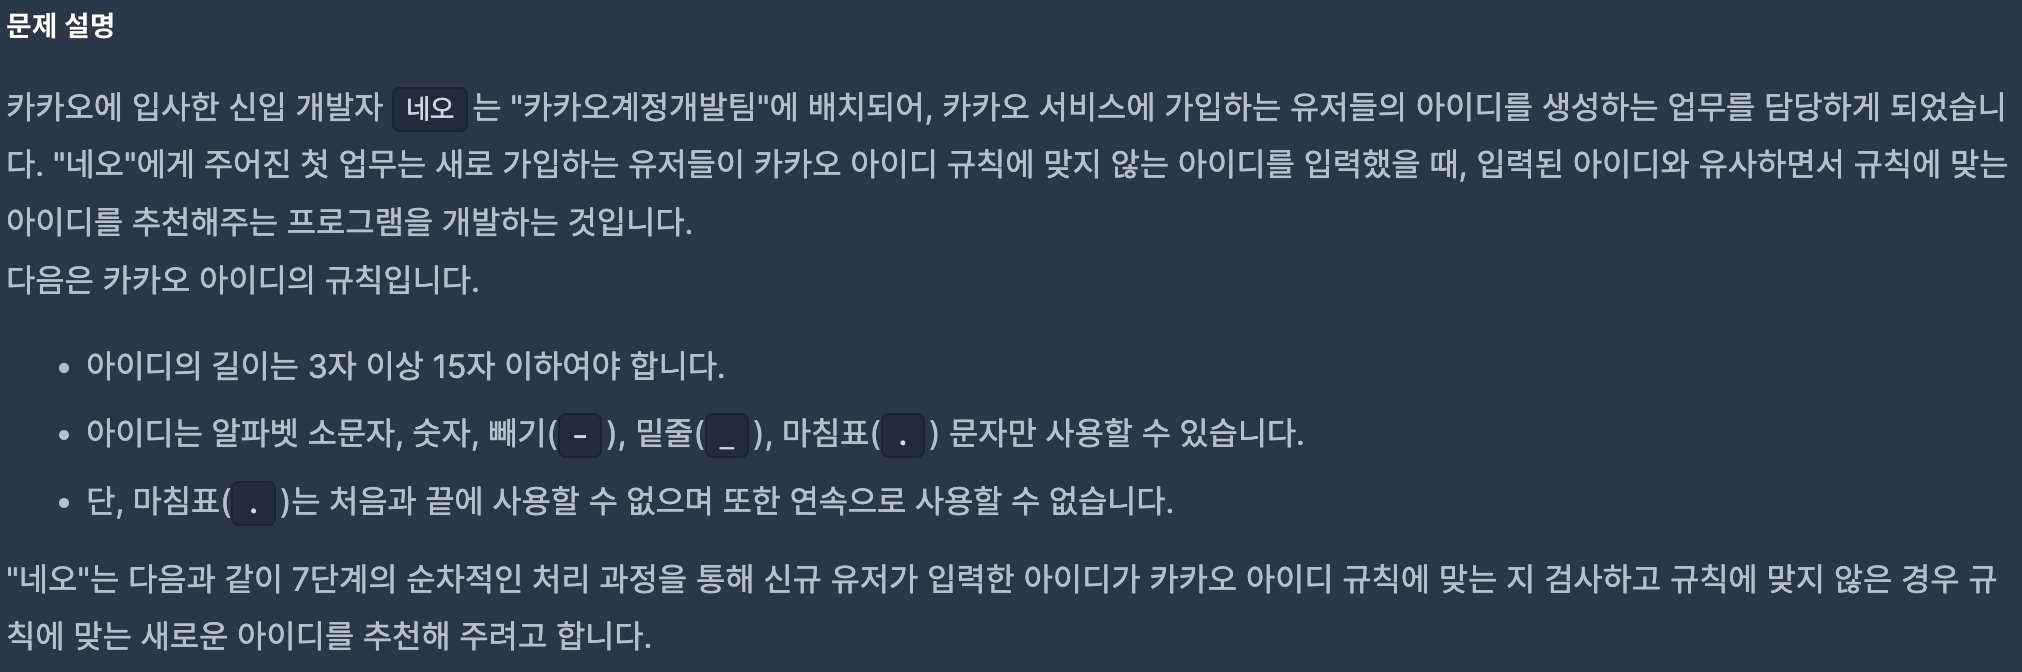 문제 설명
카카오에 입사한 신입 개발자 네오 는 "카카오계정개발팀"에 배치되어, 카카오 서비스에 가입하는 유저들의 아이디를 생성하는 업무를 담당하게 되었습니
다. "네오"에게 주어진 첫 업무는 새로 가입하는 유저들이 카카오 아이디 규칙에 맞지 않는 아이디를 입력했을 때, 입력된 아이디와 유사하면서 규칙에 맞는
아이디를 추천해주는 프로그램을 개발하는 것입니다.
다음은 카카오 아이디의 규칙입니다.
• 아이디의 길이는 3자 이상 15자 이하여야 합니다.
• 아이디는 알파벳 소문자, 숫자, 빼기( - ), 밑줄( _ ), 마침표( . ) 문자만 사용할 수 있습니다.
• 단, 마침표( . )는 처음과 끝에 사용할 수 없으며 또한 연속으로 사용할 수 없습니다.
"네오"는 다음과 같이 7단계의 순차적인 처리 과정을 통해 신규 유저가 입력한 아이디가 카카오 아이디 규칙에 맞는 지 검사하고 규칙에 맞지 않은 경우 규
칙에 맞는 새로운 아이디를 추천해 주려고 합니다.